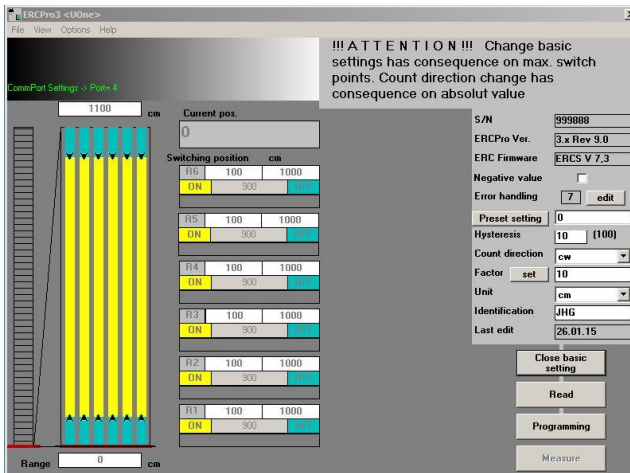 ERCPro3 <UOne>
File View Options Help
!!! A T T E N T I O N !!! Change basic
settings has consequence on max. switch
points. Count direction change has
consequence on absolut value
CommPort Settings -> Port= 4
1100 cm
Current pos.
0
Switching position cm
R6 100 1000
ON 900 OFF
R5 100 1000
ON 900 OFF
R4 100 1000
ON 900 OFF
R3 100 1000
ON 900 OFF
R2 100 1000
ON 900 OFF
R1 100 1000
ON 900 OFF
Range 0 cm
S/N 999888
ERCPro Ver. 3.x Rev 9.0
ERC Fimware ERCS V 7,3
Negative value
Error handling 7 edit
Preset setting 0
Hysteresis 10 (100)
Count direction cw
Factor set 10
Unit cm
Identification JHG
Last edit 26.01.15
Close basic
setting
Read
Programming
Measure